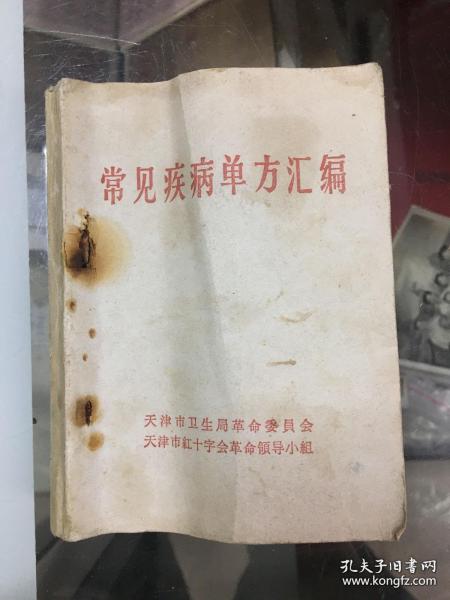 常见疾病单方汇编
天津市卫生局革命委員会
天津市紅十字会革命領导小組
孔夫子旧书网
www.kongfz.com